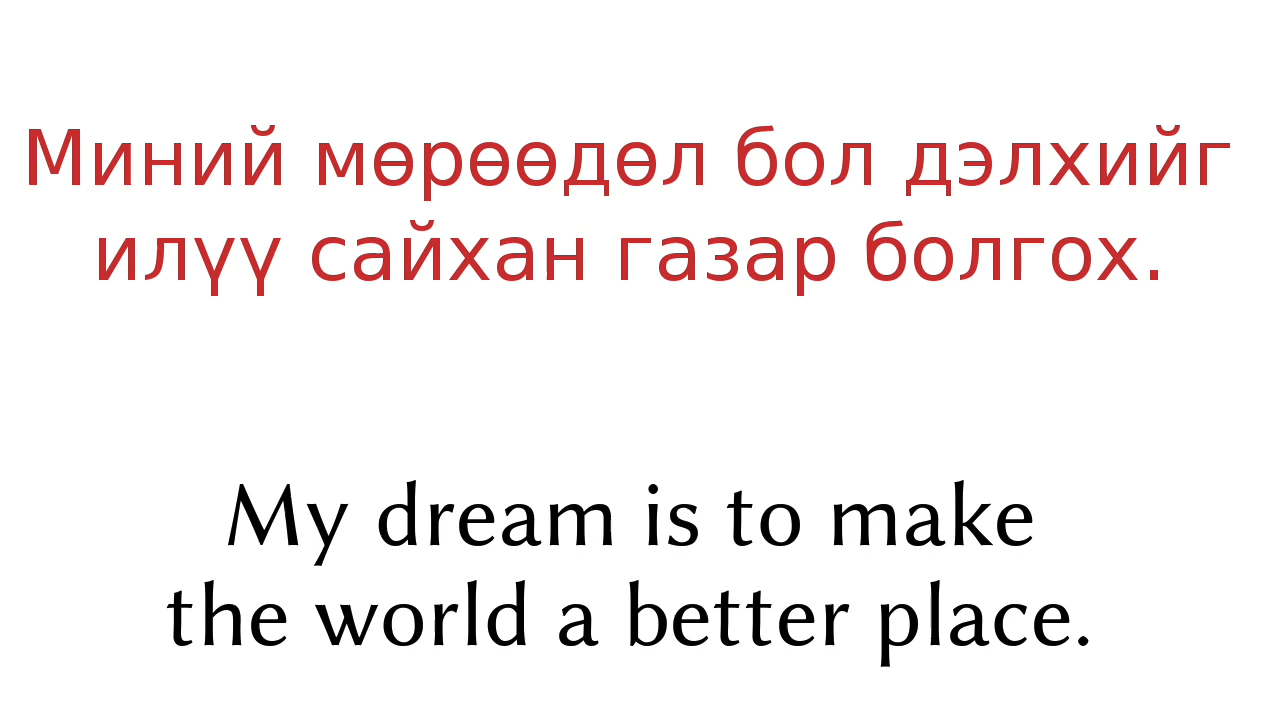 Миний мөрөөдөл бол дэлхийг
илүү сайхан газар болгох.
My dream is to make
the world a better place.